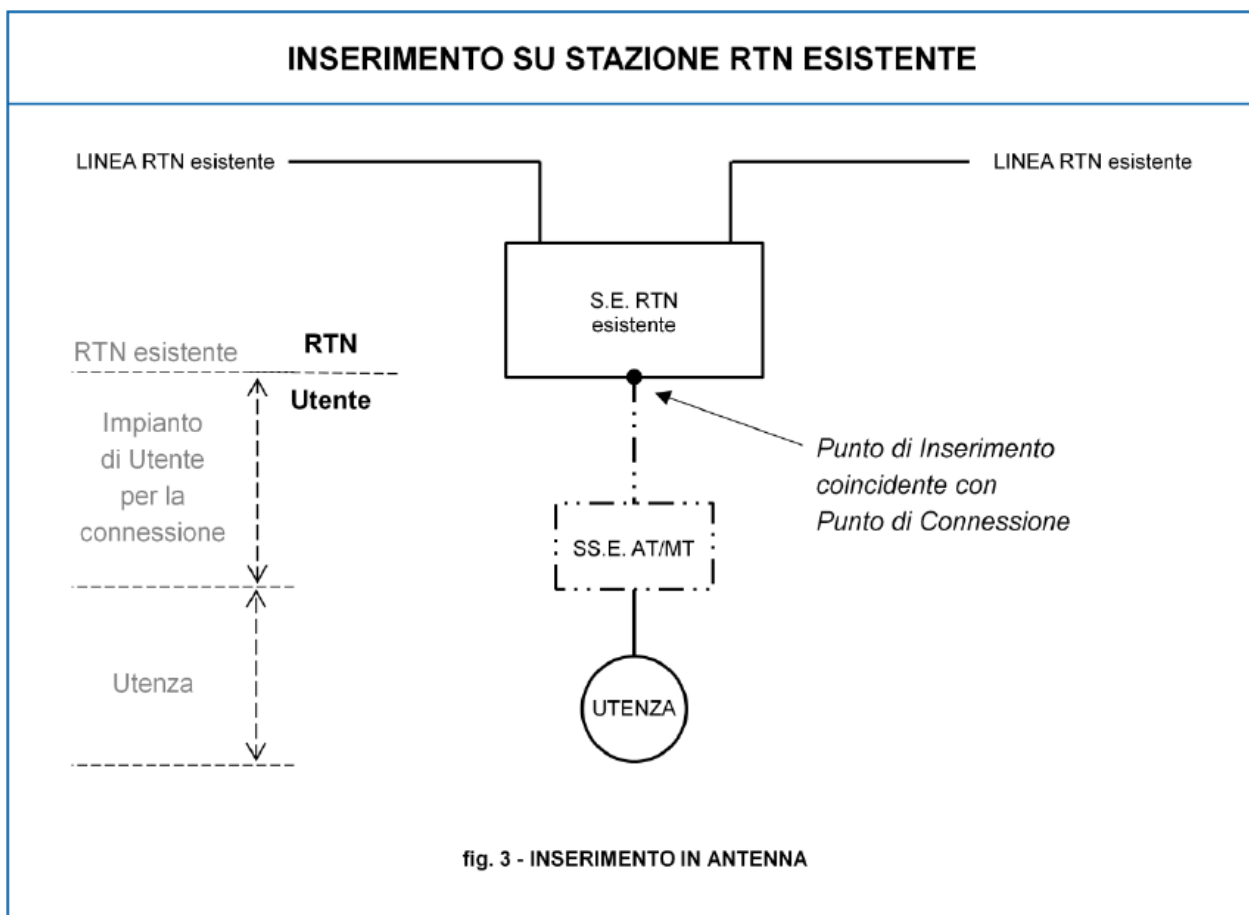 INSERIMENTO SU STAZIONE RTN ESISTENTE
LINEA RTN esistente
LINEA RTN esistente
S.E. RTN
esistente
RTN esistente
RTN
Utente
Impianto
di Utente
per la
connessione
Punto di Inserimento
coincidente con
Punto di Connessione
SS.E. AT/MT
Utenza
UTENZA
fig. 3 - INSERIMENTO IN ANTENNA